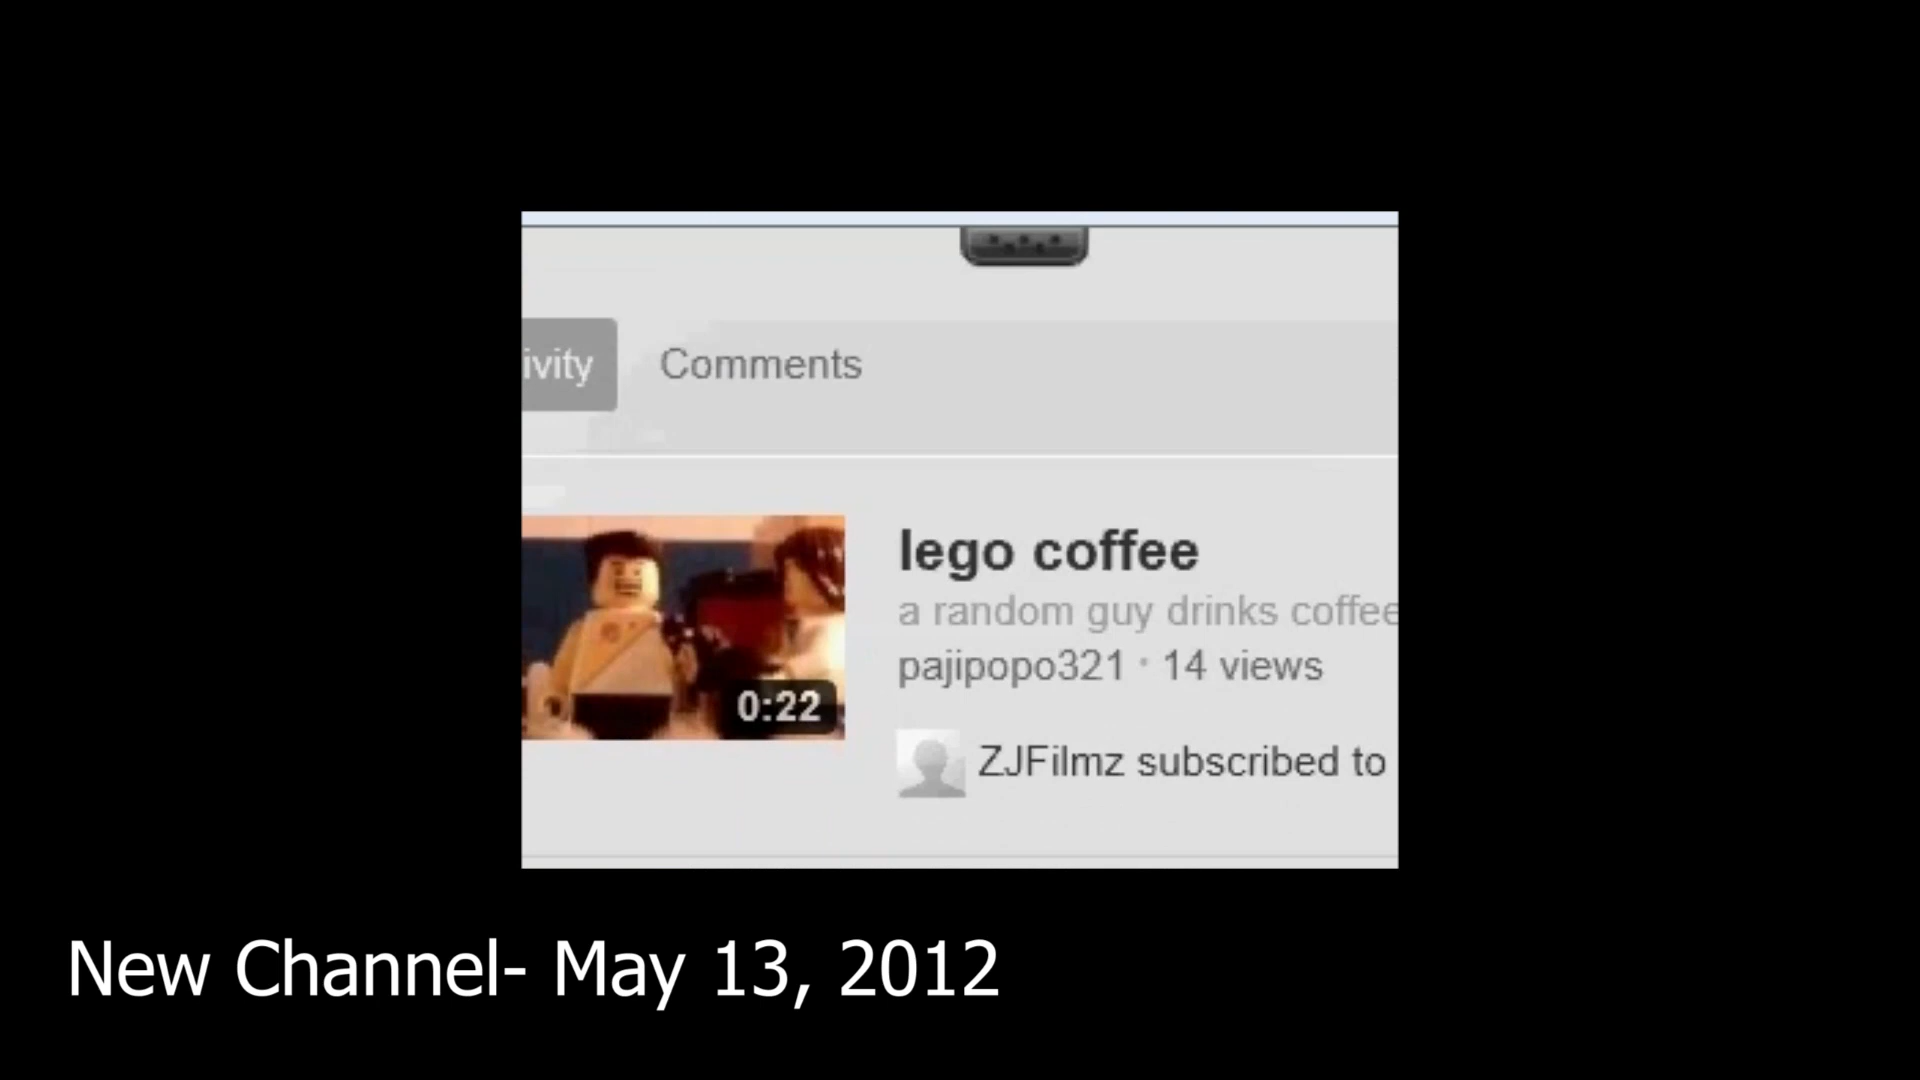 ivity
Comments
lego coffee
a random guy drinks coffee
pajipopo321 · 14 views
0:22
ZJFilmz subscribed to
New Channel- May 13, 2012